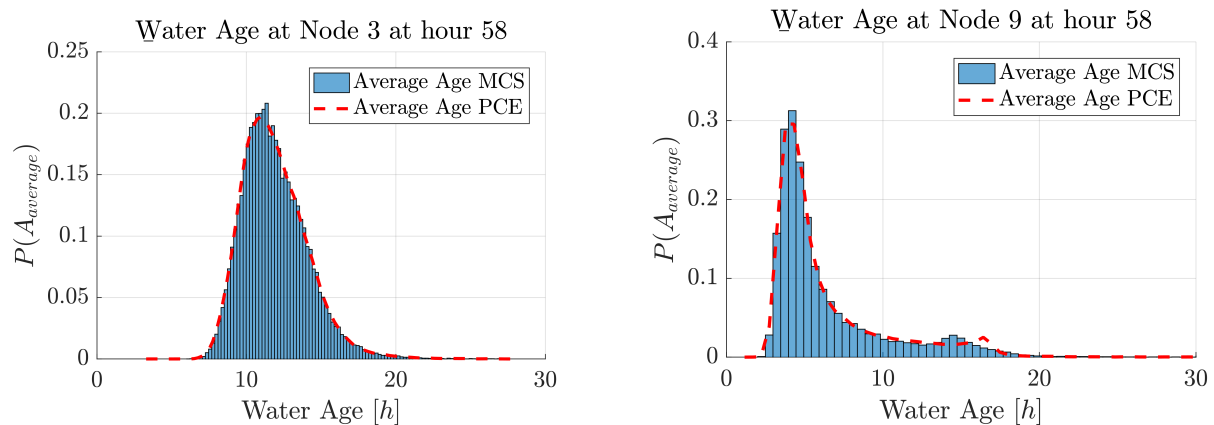 Water Age at Node 3 at hour 58
0.25
0.2
0.15
0.1
0.05
0
Average Age MCS
Average Age PCE
P(A_average)
0 10 20 30
Water Age [h]
Water Age at Node 9 at hour 58
0.4
0.3
0.2
0.1
0
Average Age MCS
Average Age PCE
P(A_average)
0 10 20 30
Water Age [h]